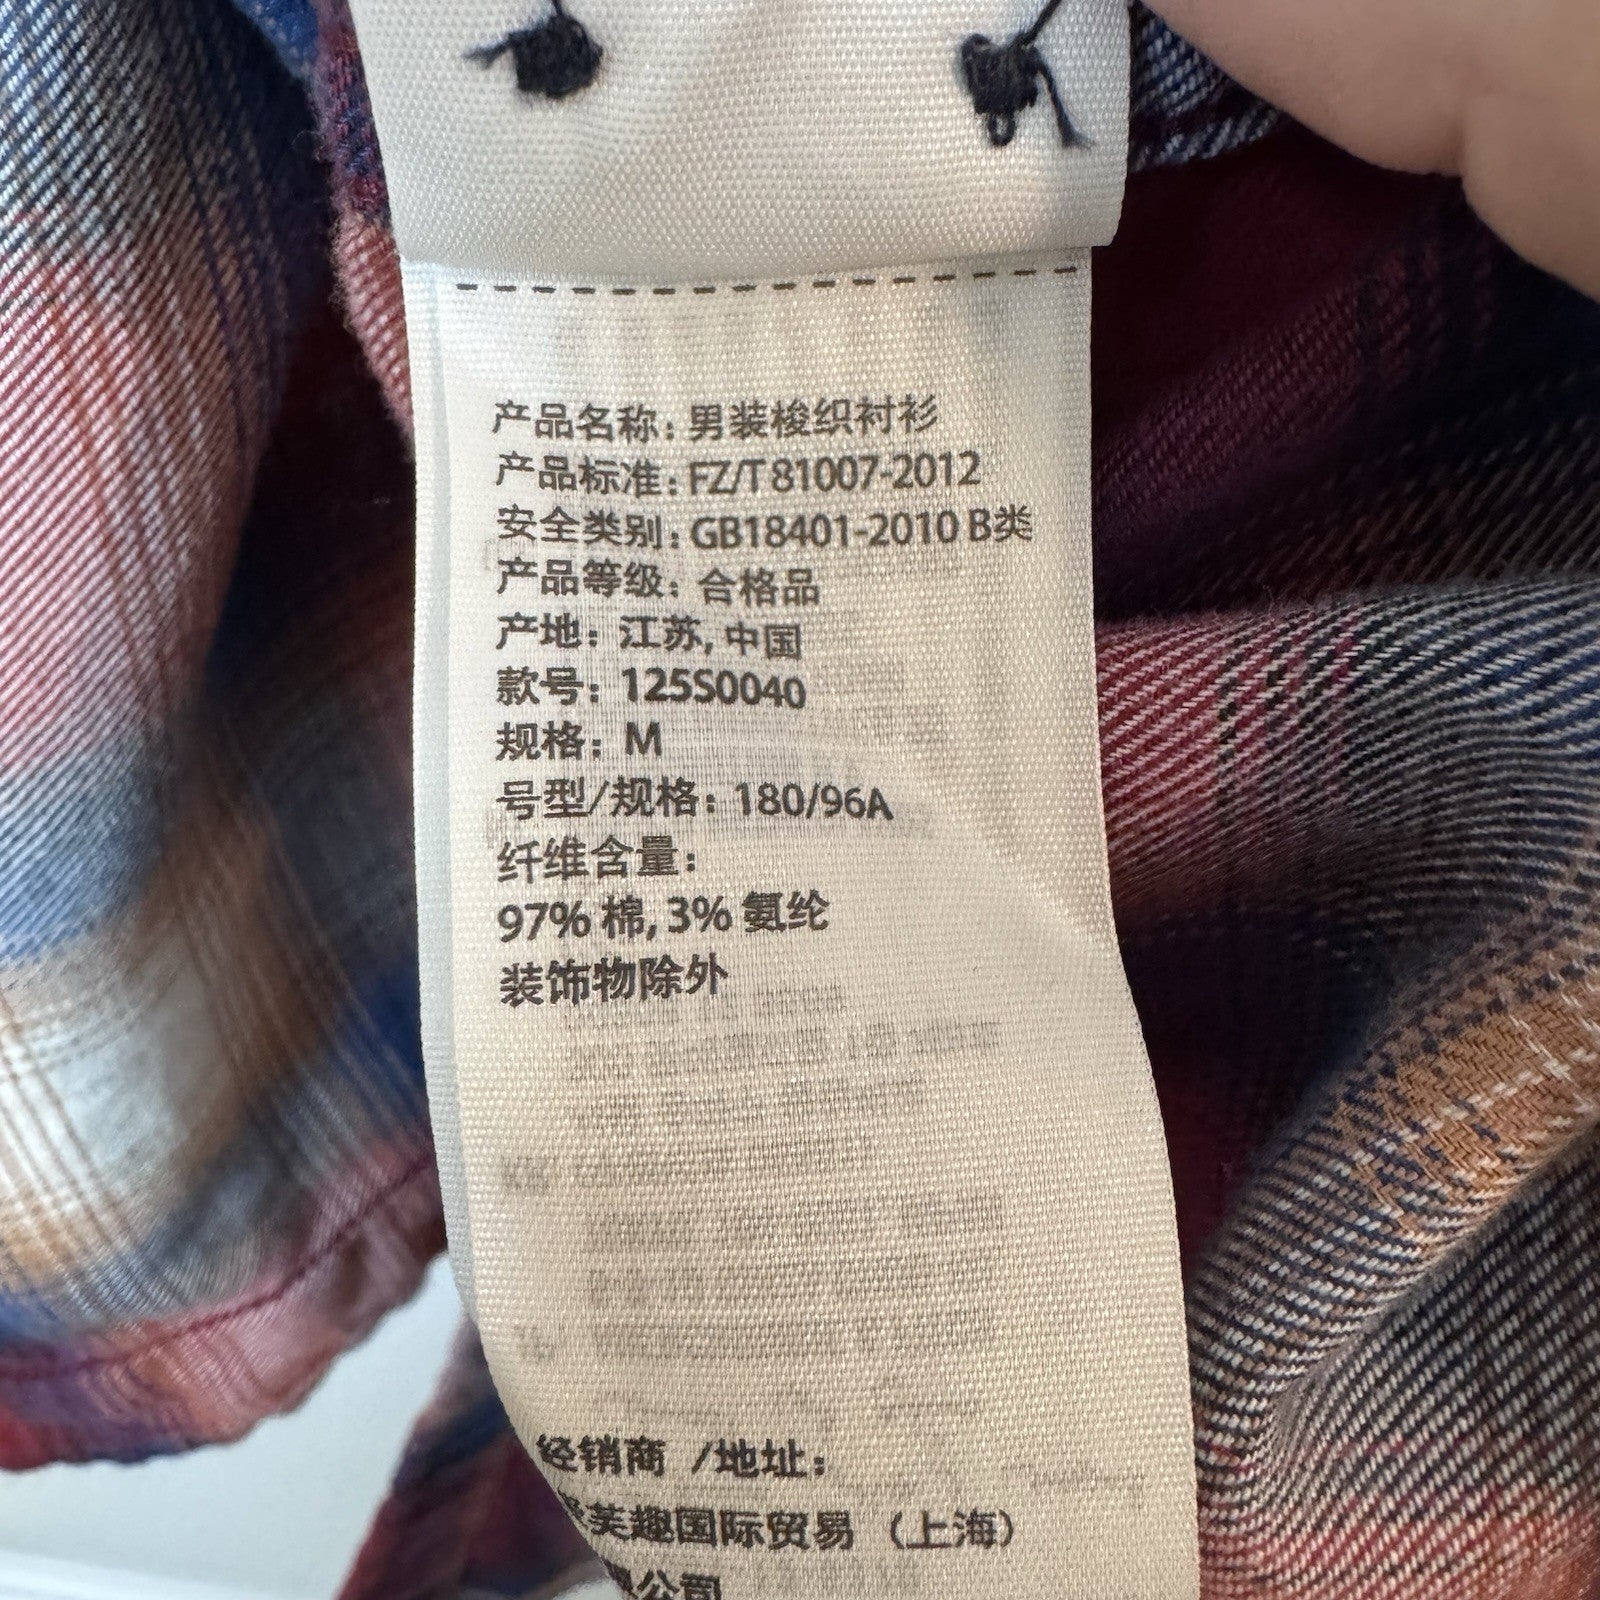 产品名称: 男装梭织衬衫
产品标准: FZ/T 81007-2012
安全类别: GB18401-2010 B类
产品等级: 合格品
产地: 江苏, 中国
款号: 125S0040
规格: M
号型/规格: 180/96A
纤维含量:
97% 棉, 3% 氨纶
装饰物除外
经销商 /地址:
芙趣国际贸易 (上海)
公司